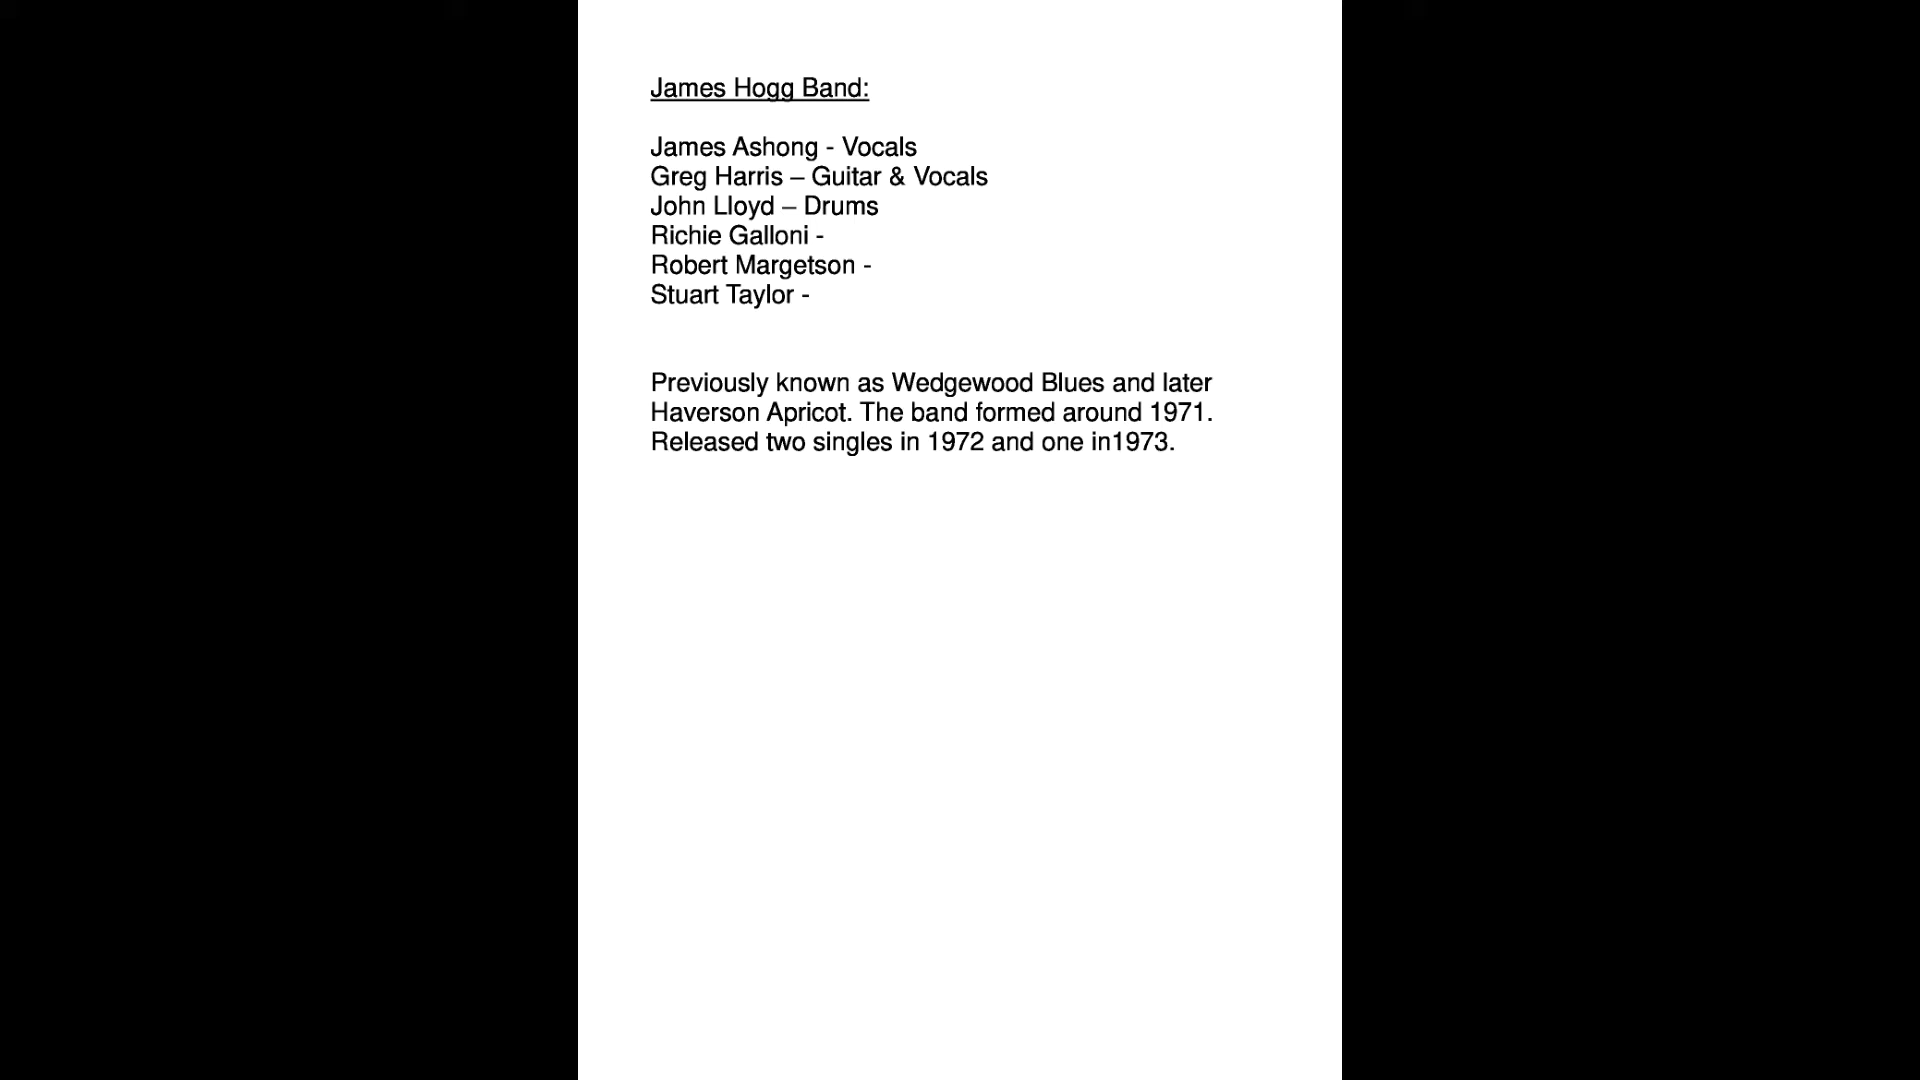 James Hogg Band:
James Ashong - Vocals
Greg Harris – Guitar & Vocals
John Lloyd – Drums
Richie Galloni -
Robert Margetson -
Stuart Taylor -
Previously known as Wedgewood Blues and later
Haverson Apricot. The band formed around 1971.
Released two singles in 1972 and one in1973.